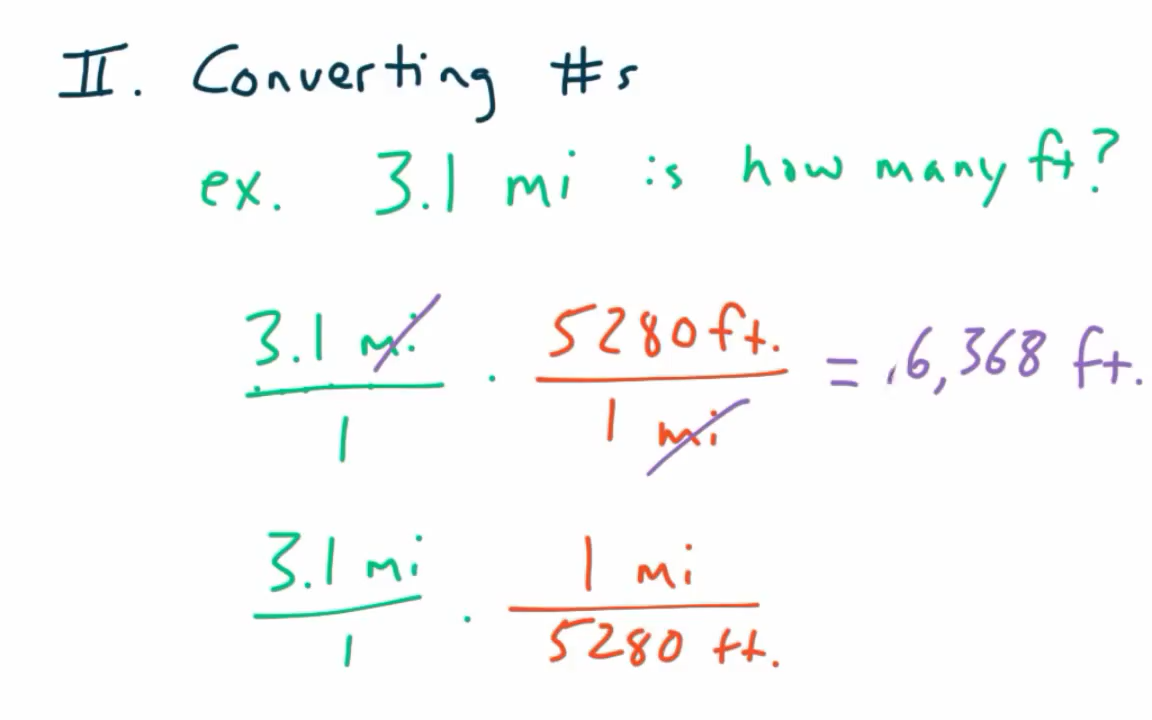 II. Converting #s
ex. 3.1 mi is how many ft?
3.1 mi / 1 · 5280 ft. / 1 mi = 16,368 ft.
3.1 mi / 1 · 1 mi / 5280 ft.